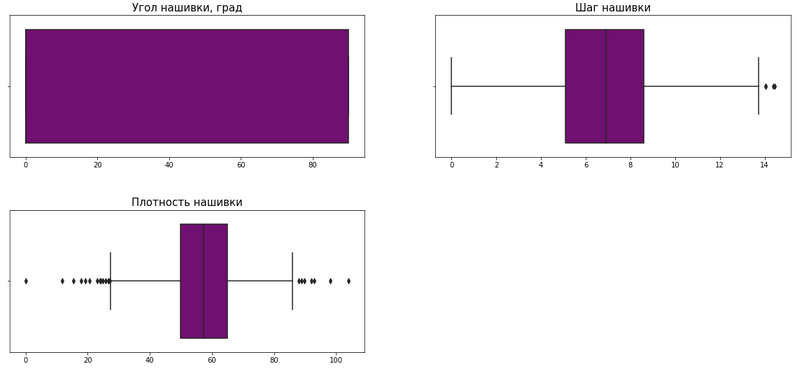 Угол нашивки, град
0 20 40 60 80
Шаг нашивки
0 2 4 6 8 10 12 14
Плотность нашивки
0 20 40 60 80 100